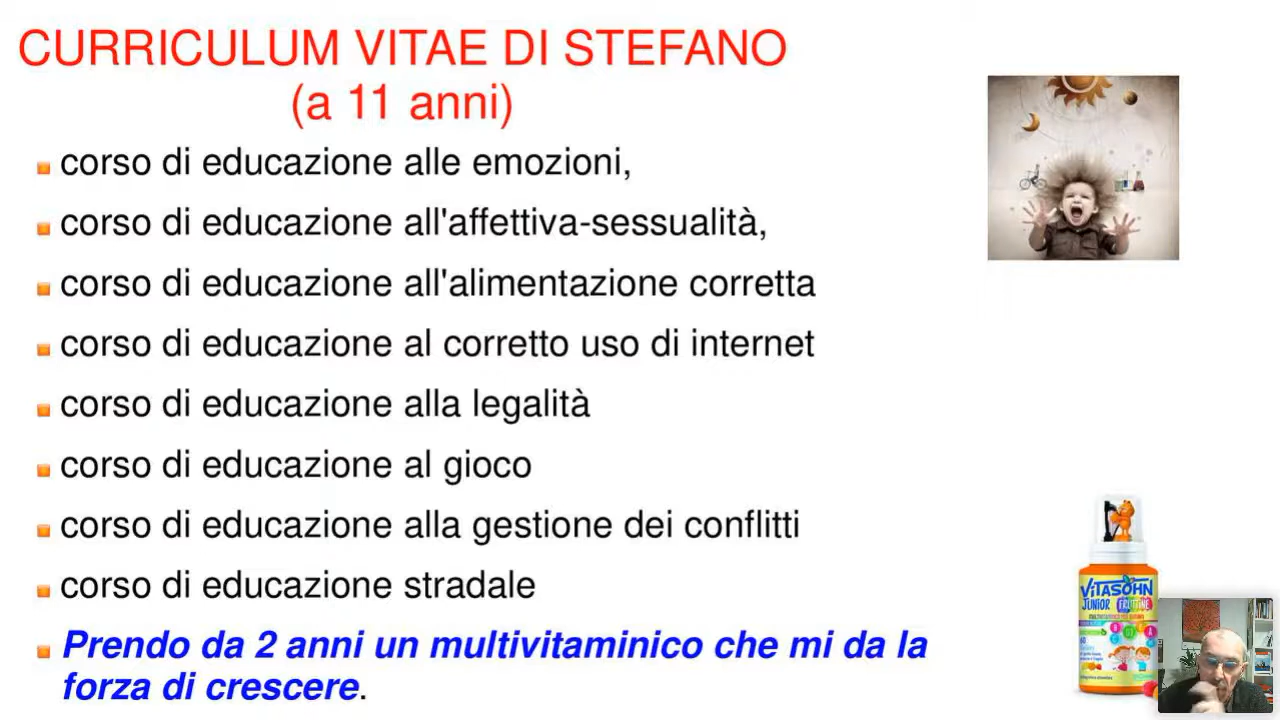 CURRICULUM VITAE DI STEFANO
(a 11 anni)
corso di educazione alle emozioni,
corso di educazione all'affettiva-sessualità,
corso di educazione all'alimentazione corretta
corso di educazione al corretto uso di internet
corso di educazione alla legalità
corso di educazione al gioco
corso di educazione alla gestione dei conflitti
corso di educazione stradale
Prendo da 2 anni un multivitaminico che mi da la
forza di crescere.
VITASOHN
JUNIOR FRUTTINE